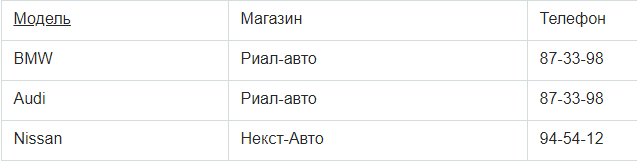 Модель Магазин Телефон
BMW Риал-авто 87-33-98
Audi Риал-авто 87-33-98
Nissan Некст-Авто 94-54-12